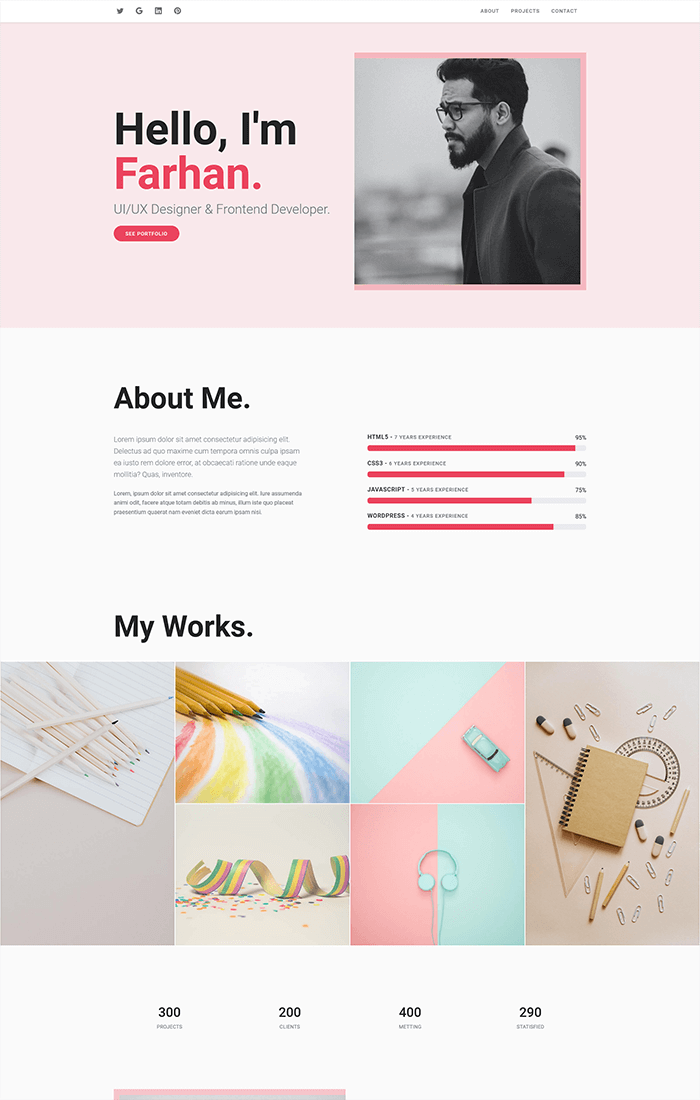 ABOUT PROJECTS CONTACT
Hello, I'm
Farhan.
UI/UX Designer & Frontend Developer.
SEE PORTFOLIO
About Me.
Lorem ipsum dolor sit amet consectetur adipisicing elit.
Delectus ad quo maxime cum tempora omnis culpa ipsum
ea iusto rem dolore error, at obcaecati ratione unde eaque
mollitia? Quas, inventore.
Lorem, ipsum dolor sit amet consectetur adipisicing elit. Iure assumenda
animi odit, facere atque totam debitis ab minus, illum iste quo placeat
praesentium quaerat nam eveniet dicta earum ipsam nisi.
HTML5 - 7 YEARS EXPERIENCE 95%
CSS3 - 6 YEARS EXPERIENCE 90%
JAVASCRIPT - 5 YEARS EXPERIENCE 75%
WORDPRESS - 4 YEARS EXPERIENCE 85%
My Works.
300 200 400 290
PROJECTS CLIENTS METTING STATISFIED